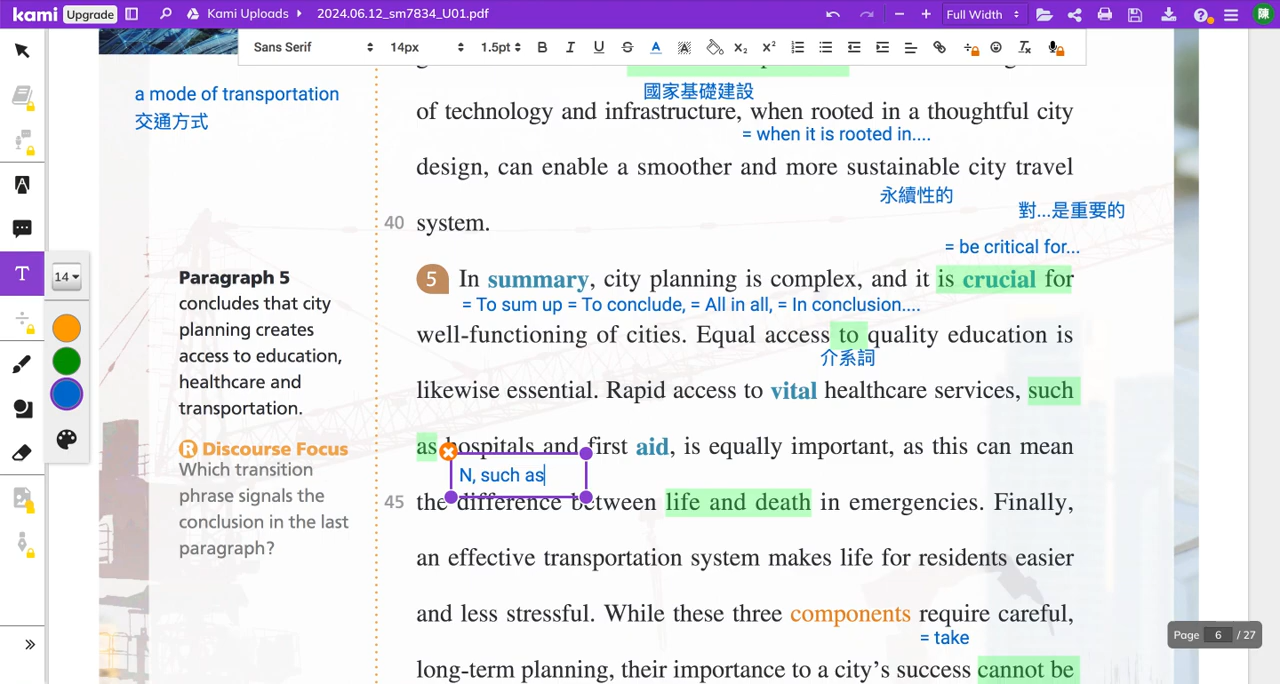 kami Upgrade Kami Uploads 2024.06.12_sm7834_U01.pdf Full Width 陳
Sans Serif 14px 1.5pt B I U S A X₂ X²
a mode of transportation
交通方式
國家基礎建設
of technology and infrastructure, when rooted in a thoughtful city
= when it is rooted in....
design, can enable a smoother and more sustainable city travel
永續性的
對...是重要的
40 system.
= be critical for...
5 In summary, city planning is complex, and it is crucial for
= To sum up = To conclude, = All in all, = In conclusion....
well-functioning of cities. Equal access to quality education is
介系詞
likewise essential. Rapid access to vital healthcare services, such
as hospitals and first aid, is equally important, as this can mean
N, such as
45 the difference between life and death in emergencies. Finally,
an effective transportation system makes life for residents easier
and less stressful. While these three components require careful,
= take
long-term planning, their importance to a city's success cannot be
Paragraph 5
concludes that city
planning creates
access to education,
healthcare and
transportation.
R Discourse Focus
Which transition
phrase signals the
conclusion in the last
paragraph?
T 14
Page 6 / 27